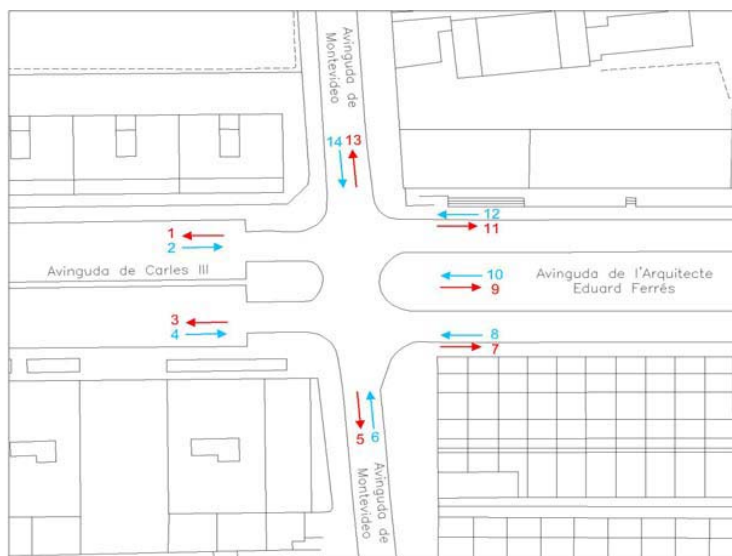 Avinguda de
Montevideo
14 13
12
11
1
2
Avinguda de Carles III
10
9
Avinguda de l'Arquitecte
Eduard Ferrés
3
4
8
7
5
6
Avinguda de
Montevideo